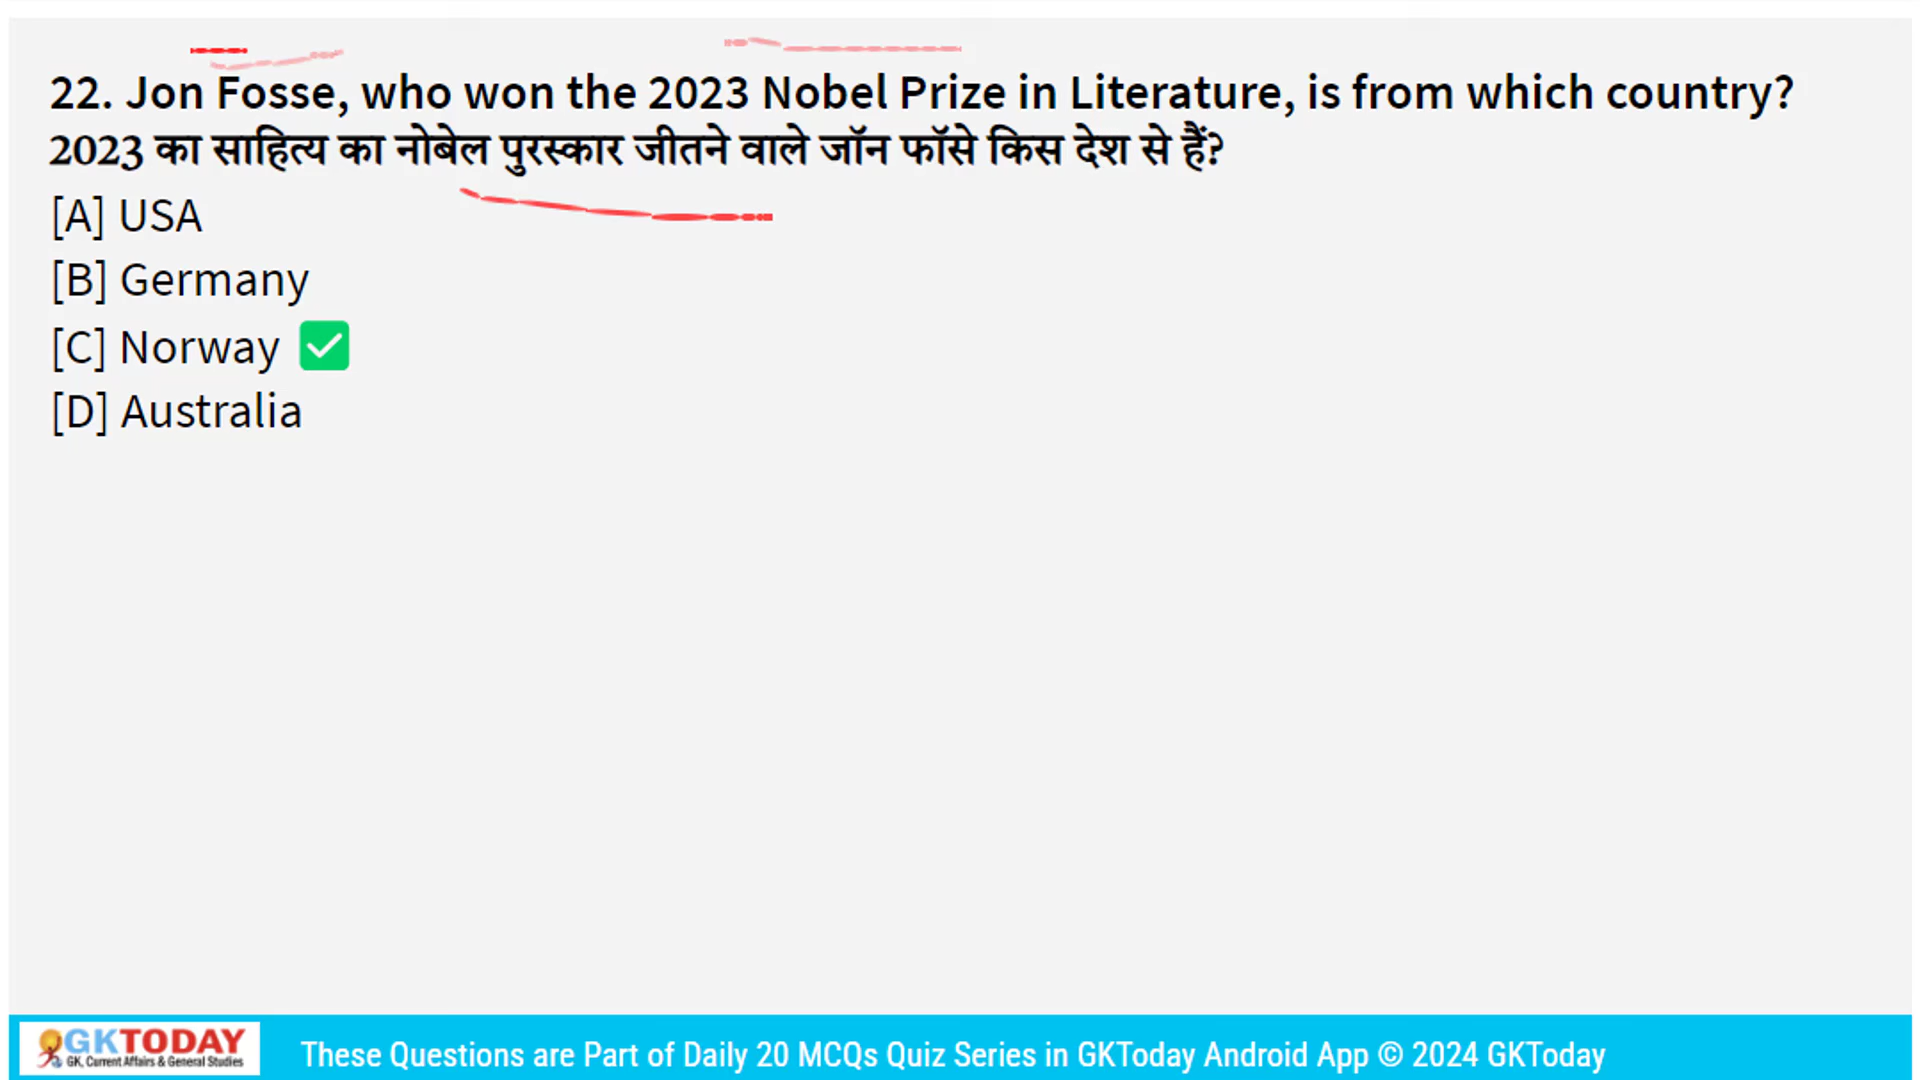 22. Jon Fosse, who won the 2023 Nobel Prize in Literature, is from which country?
2023 का साहित्य का नोबेल पुरस्कार जीतने वाले जॉन फॉसे किस देश से हैं?
[A] USA
[B] Germany
[C] Norway ✅
[D] Australia
GKTODAY
GK, Current Affairs & General Studies
These Questions are Part of Daily 20 MCQs Quiz Series in GKToday Android App © 2024 GKToday